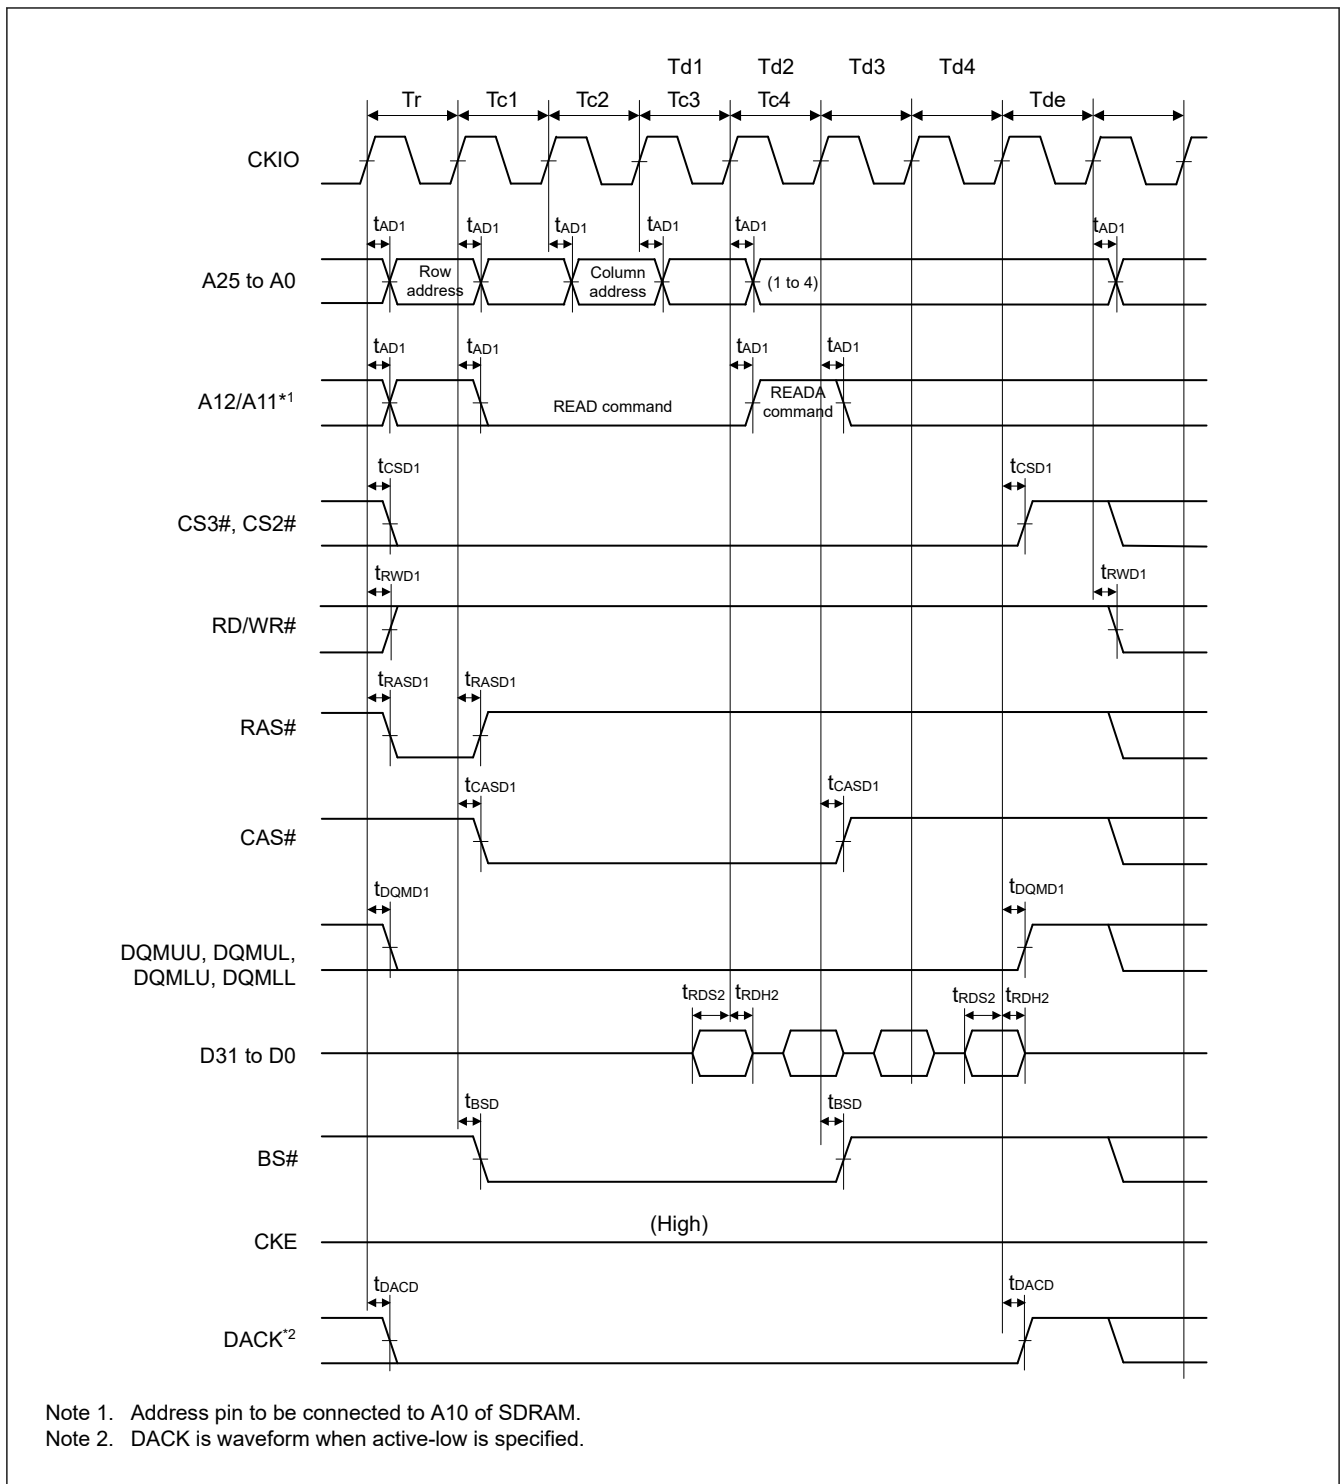 Td1 Td2 Td3 Td4
Tr Tc1 Tc2 Tc3 Tc4 Tde
CKIO
tAD1 tAD1 tAD1 tAD1 tAD1 tAD1
A25 to A0
Row
address
Column
address
(1 to 4)
tAD1 tAD1 tAD1 tAD1
A12/A11*1
READ command
READA
command
tCSD1 tCSD1
CS3#, CS2#
tRWD1 tRWD1
RD/WR#
tRASD1 tRASD1
RAS#
tCASD1 tCASD1
CAS#
tDQMD1 tDQMD1
DQMUU, DQMUL,
DQMLU, DQMLL
tRDS2 tRDH2 tRDS2 tRDH2
D31 to D0
tBSD tBSD
BS#
(High)
CKE
tDACD tDACD
DACK*2
Note 1. Address pin to be connected to A10 of SDRAM.
Note 2. DACK is waveform when active-low is specified.